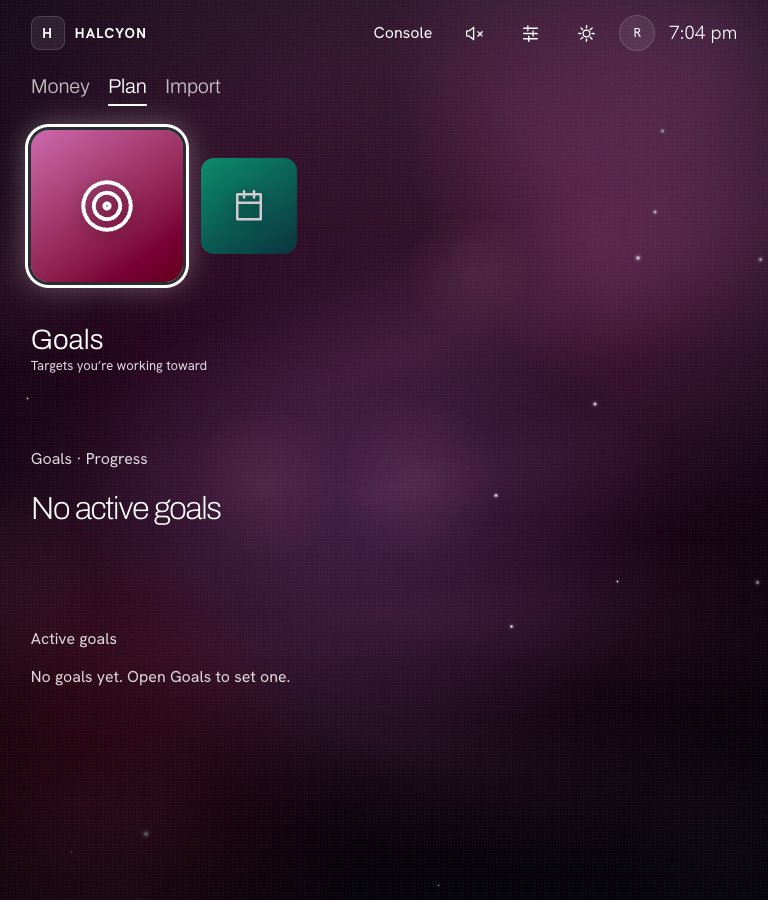 H HALCYON Console R 7:04 pm
Money Plan Import
Goals
Targets you’re working toward
Goals · Progress
No active goals
Active goals
No goals yet. Open Goals to set one.